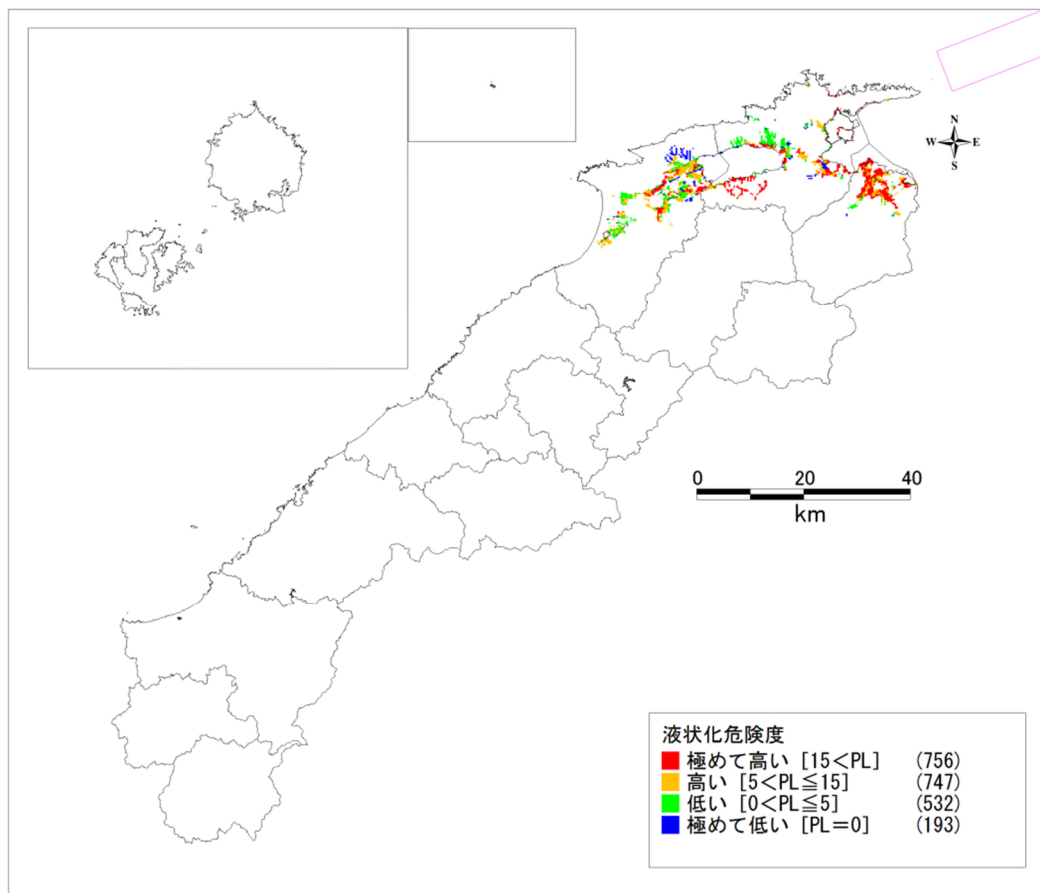 N
W E
S
0 20 40
km
液状化危険度
極めて高い [15<PL] (756)
高い [5<PL≦15] (747)
低い [0<PL≦5] (532)
極めて低い [PL=0] (193)